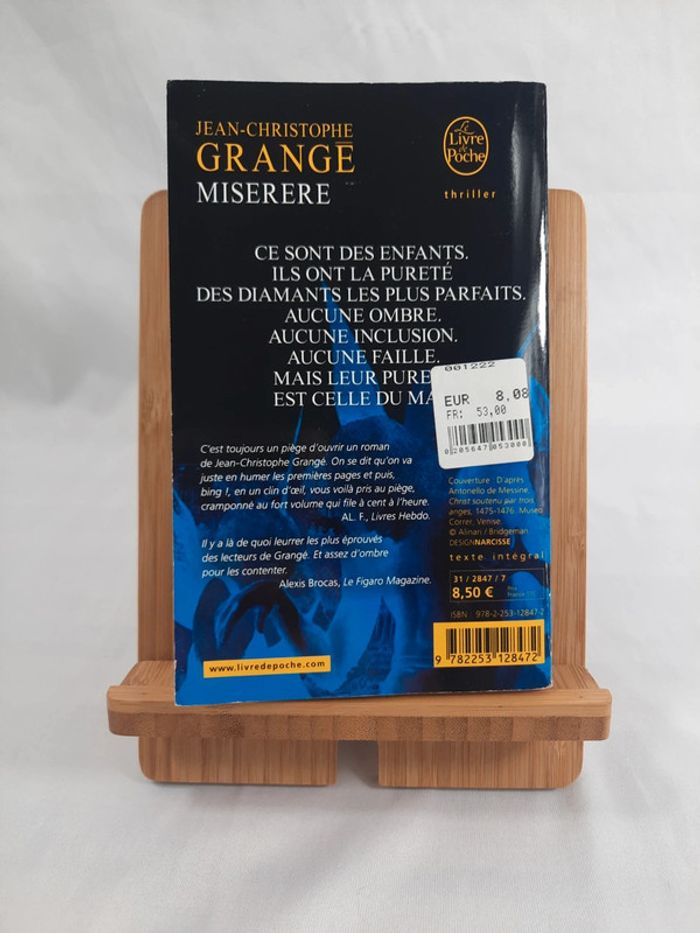 JEAN-CHRISTOPHE
GRANGĒ
MISERERE
Le
Livre
de
Poche
thriller
CE SONT DES ENFANTS.
ILS ONT LA PURETÉ
DES DIAMANTS LES PLUS PARFAITS.
AUCUNE OMBRE.
AUCUNE INCLUSION.
AUCUNE FAILLE.
MAIS LEUR PURE
EST CELLE DU MA
001222
EUR 8,08
FR: 53,00
0205647053000
C'est toujours un piège d'ouvrir un roman
de Jean-Christophe Grangé. On se dit qu'on va
juste en humer les premières pages et puis,
bing !, en un clin d'œil, vous voilà pris au piège,
cramponné au fort volume qui file à cent à l'heure.
AL. F., Livres Hebdo.
Il y a là de quoi leurrer les plus éprouvés
des lecteurs de Grangé. Et assez d'ombre
pour les contenter.
Alexis Brocas, Le Figaro Magazine.
www.livredepoche.com
Couverture : D'après
Antonello de Messine,
Christ soutenu par trois
anges, 1475-1476. Museo
Correr, Venise.
© Alinari / Bridgeman
DESIGN NARCISSE
texte intégral
31 / 2847 / 7
8,50 € Prix
France TTC
ISBN : 978-2-253-12847-2
9 782253 128472